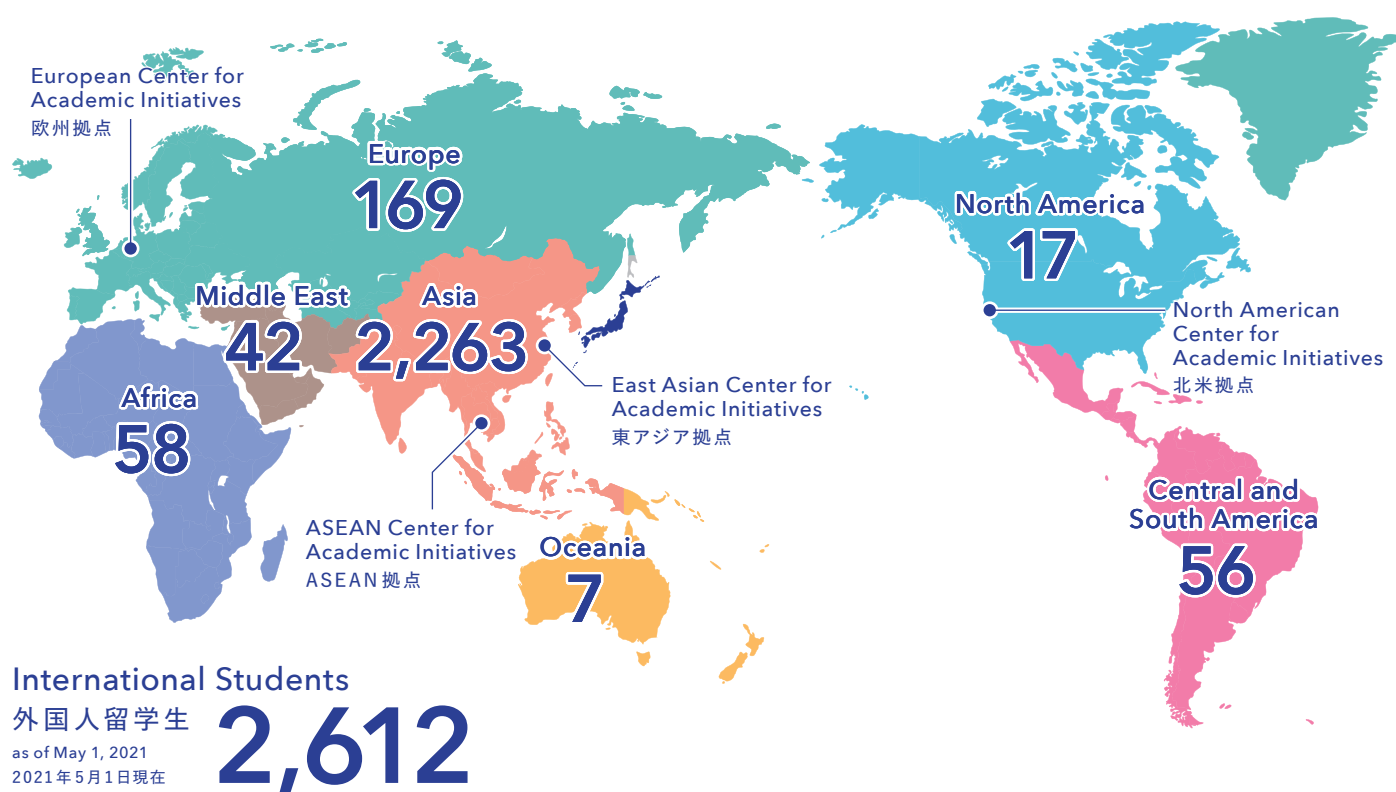 European Center for
Academic Initiatives
欧州拠点
Europe
169
North America
17
North American
Center for
Academic Initiatives
北米拠点
Middle East
42
Asia
2,263
East Asian Center for
Academic Initiatives
東アジア拠点
Africa
58
ASEAN Center for
Academic Initiatives
ASEAN拠点
Oceania
7
Central and
South America
56
International Students
外国人留学生
as of May 1, 2021
2021年5月1日現在
2,612